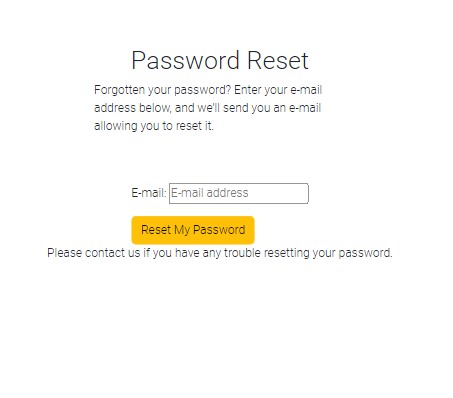 Password Reset
Forgotten your password? Enter your e-mail
address below, and we'll send you an e-mail
allowing you to reset it.
E-mail: E-mail address
Reset My Password
Please contact us if you have any trouble resetting your password.